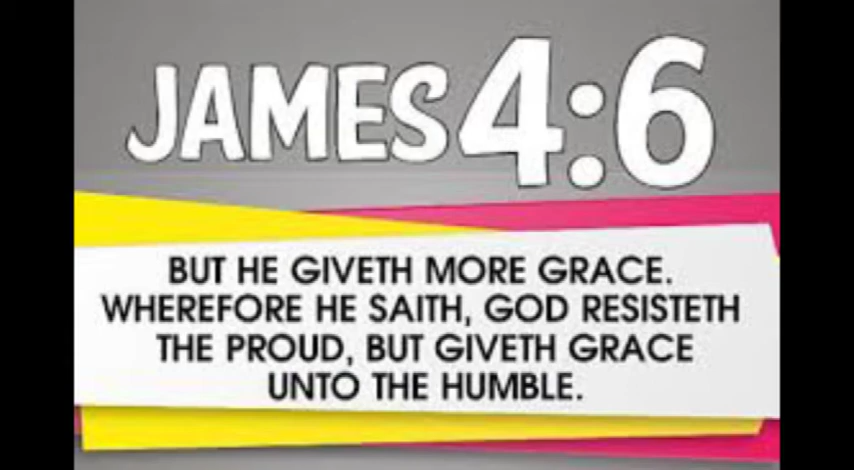 JAMES 4:6
BUT HE GIVETH MORE GRACE.
WHEREFORE HE SAITH, GOD RESISTETH
THE PROUD, BUT GIVETH GRACE
UNTO THE HUMBLE.